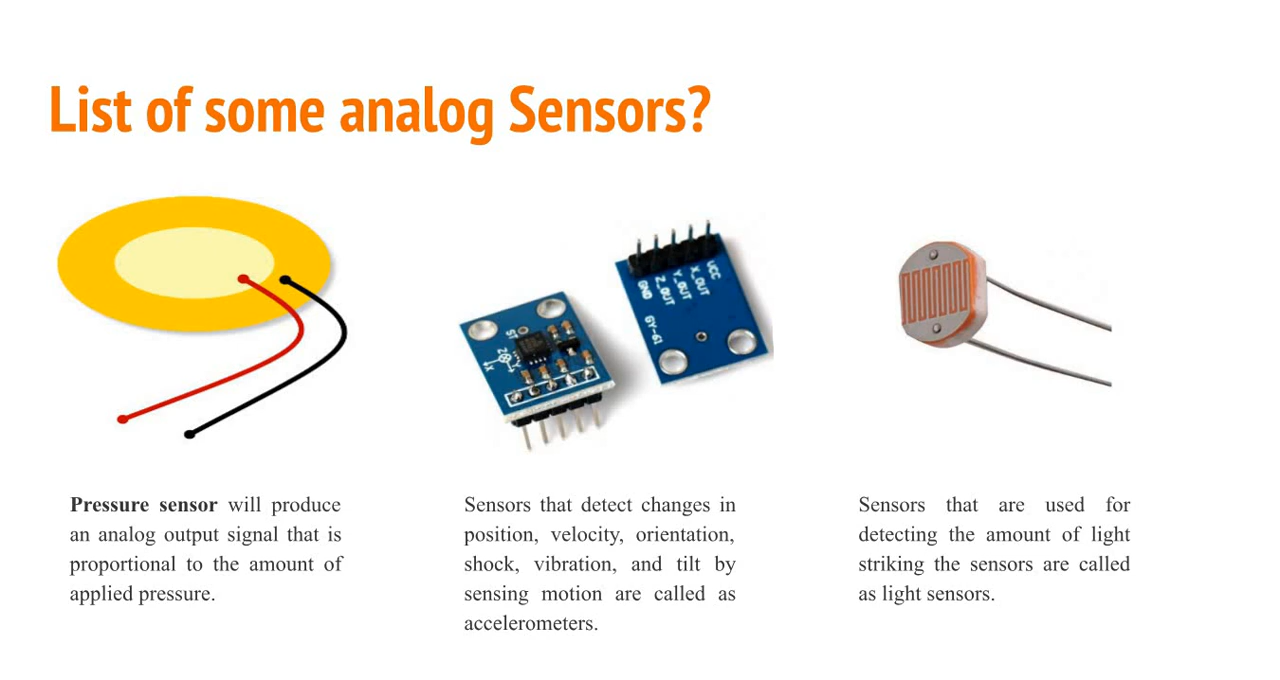 List of some analog Sensors?
VCC
X_OUT
Y_OUT
Z_OUT
GND
GY-61
Pressure sensor will produce
an analog output signal that is
proportional to the amount of
applied pressure.
Sensors that detect changes in
position, velocity, orientation,
shock, vibration, and tilt by
sensing motion are called as
accelerometers.
Sensors that are used for
detecting the amount of light
striking the sensors are called
as light sensors.